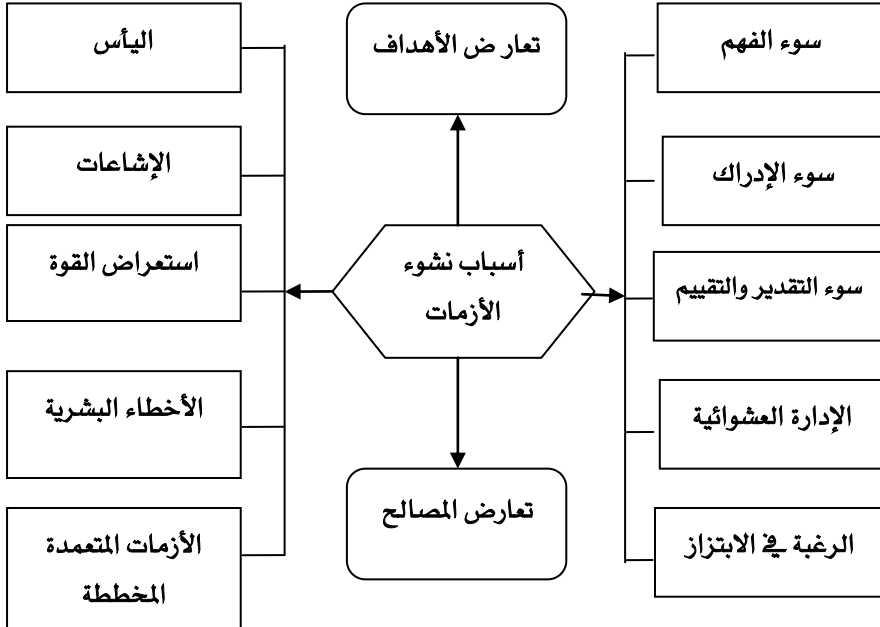 سوء الفهم
سوء الإدراك
سوء التقدير والتقييم
الإدارة العشوائية
الرغبة في الابتزاز
تعار ض الأهداف
أسباب نشوء
الأزمات
تعارض المصالح
اليأس
الإشاعات
استعراض القوة
الأخطاء البشرية
الأزمات المتعمدة
المخططة